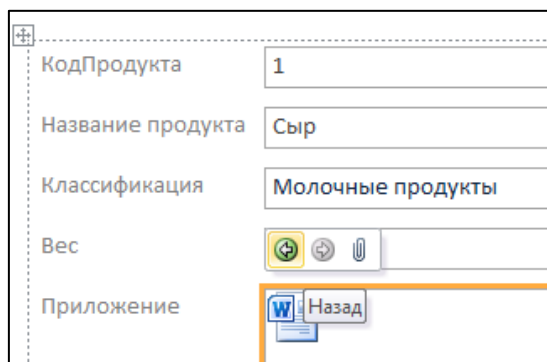 КодПродукта 1
Название продукта Сыр
Классификация Молочные продукты
Вес
Приложение W Назад